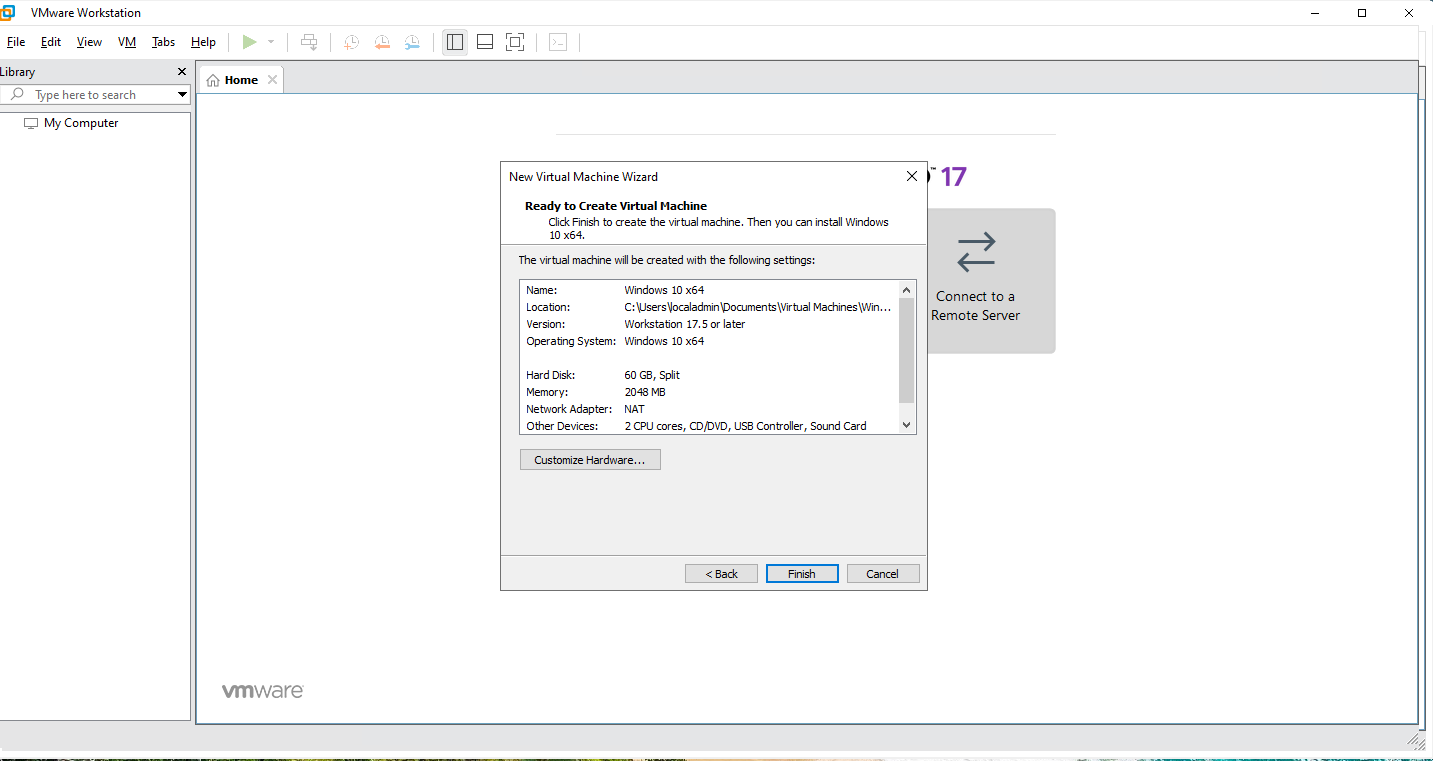 VMware Workstation
File Edit View VM Tabs Help
Library
Type here to search
My Computer
Home
™ 17
New Virtual Machine Wizard
Ready to Create Virtual Machine
Click Finish to create the virtual machine. Then you can install Windows
10 x64.
The virtual machine will be created with the following settings:
Name: Windows 10 x64
Location: C:\Users\localadmin\Documents\Virtual Machines\Win...
Version: Workstation 17.5 or later
Operating System: Windows 10 x64
Hard Disk: 60 GB, Split
Memory: 2048 MB
Network Adapter: NAT
Other Devices: 2 CPU cores, CD/DVD, USB Controller, Sound Card
Customize Hardware...
< Back Finish Cancel
Connect to a
Remote Server
vmware